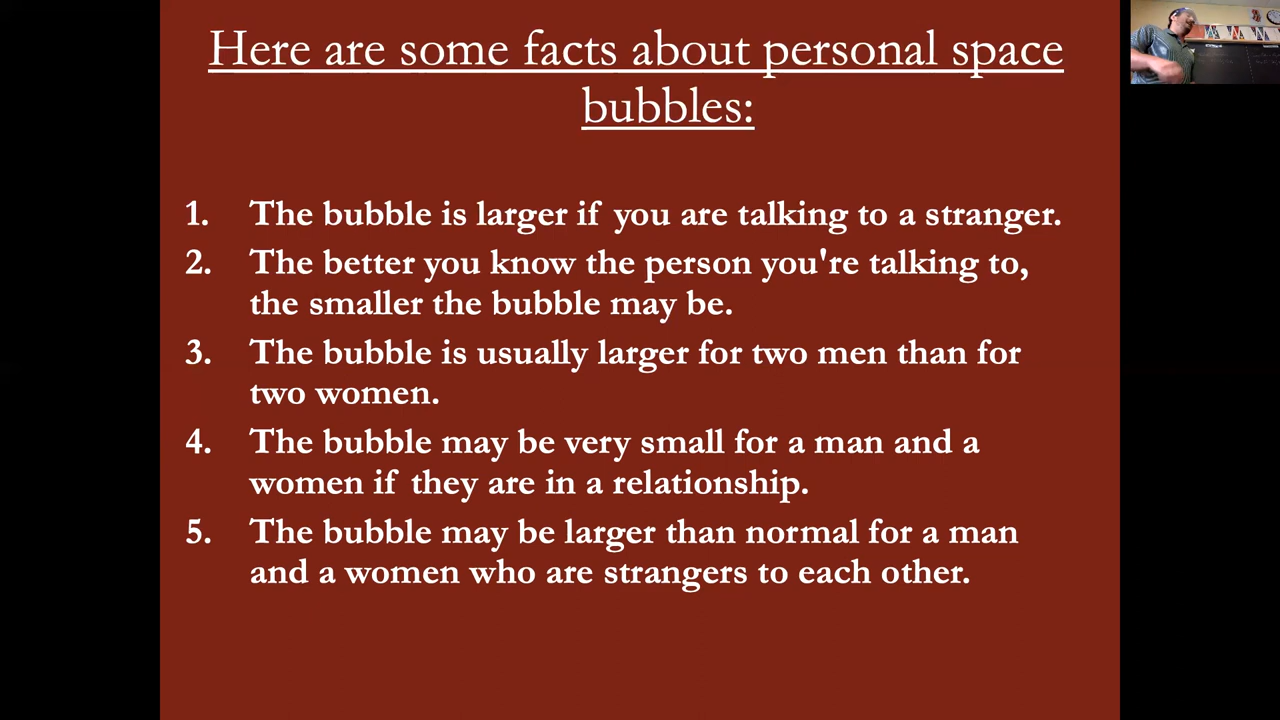 Here are some facts about personal space
bubbles:
1. The bubble is larger if you are talking to a stranger.
2. The better you know the person you're talking to,
the smaller the bubble may be.
3. The bubble is usually larger for two men than for
two women.
4. The bubble may be very small for a man and a
women if they are in a relationship.
5. The bubble may be larger than normal for a man
and a women who are strangers to each other.